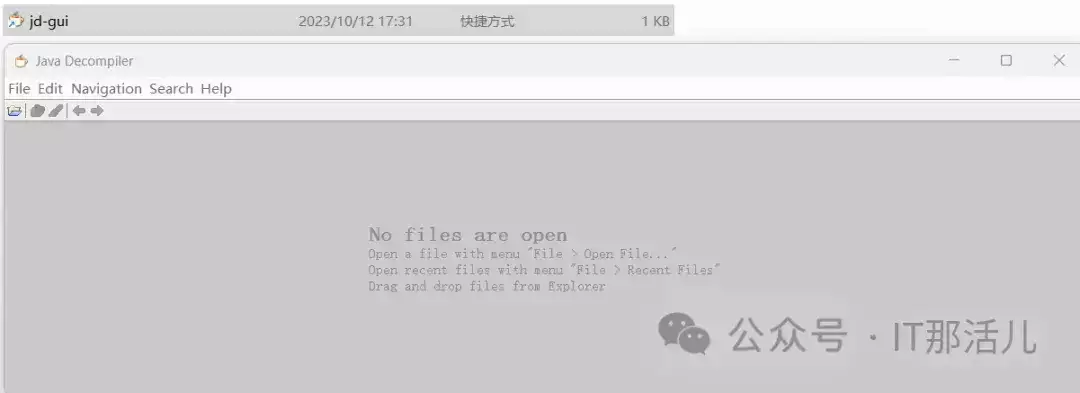 jd-gui 2023/10/12 17:31 快捷方式 1 KB
Java Decompiler
File Edit Navigation Search Help
No files are open
Open a file with menu "File > Open File..."
Open recent files with menu "File > Recent Files"
Drag and drop files from Explorer
公众号 · IT那活儿